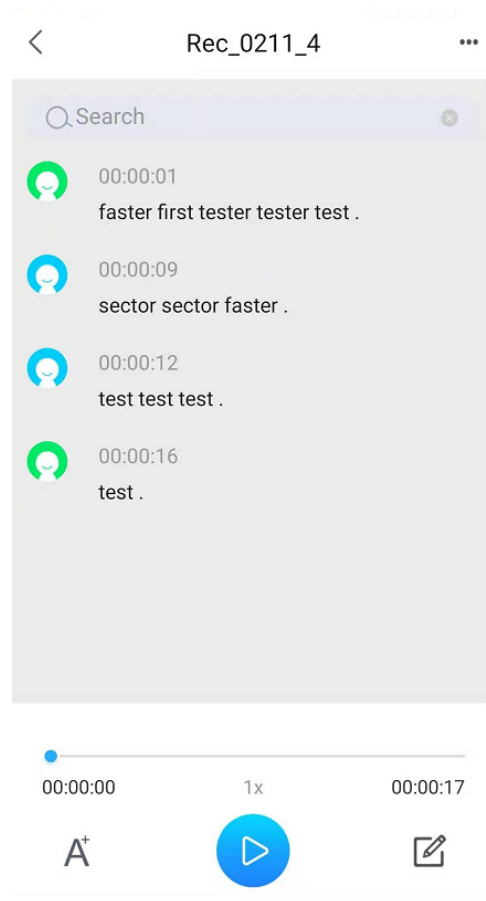 Rec_0211_4
Search
00:00:01
faster first tester tester test .
00:00:09
sector sector faster .
00:00:12
test test test .
00:00:16
test .
00:00:00 1x 00:00:17
A+